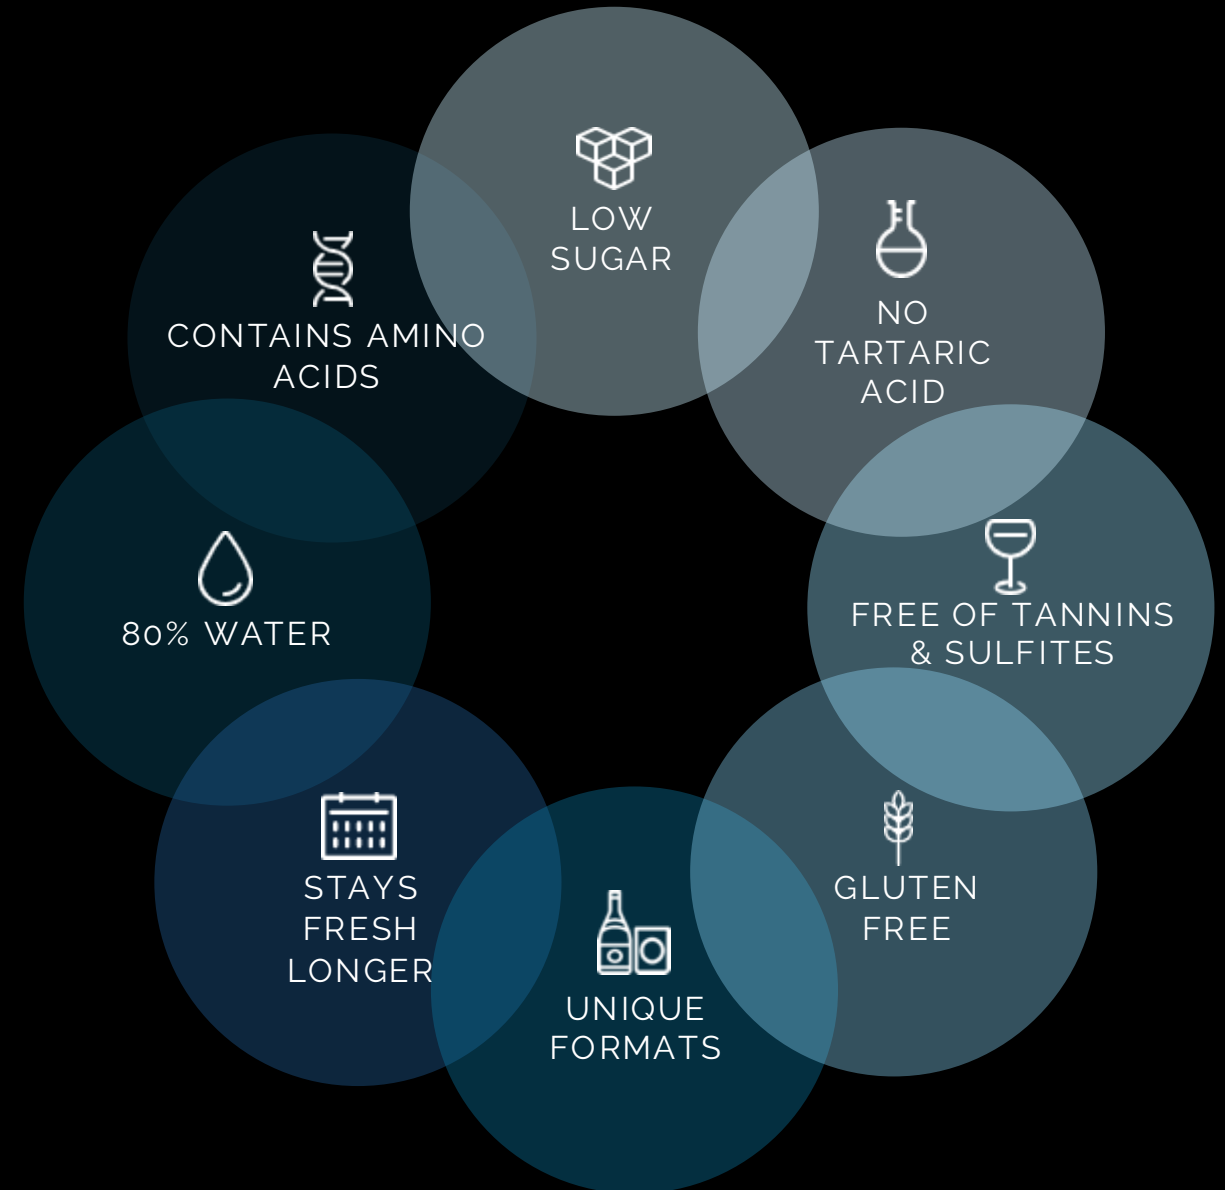 LOW
SUGAR
NO
TARTARIC
ACID
FREE OF TANNINS
& SULFITES
GLUTEN
FREE
UNIQUE
FORMATS
STAYS
FRESH
LONGER
80% WATER
CONTAINS AMINO
ACIDS